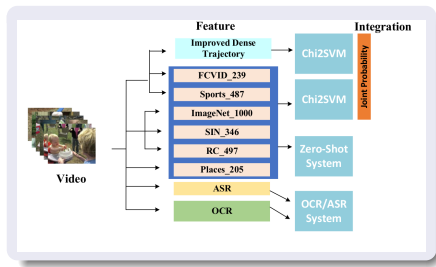 Feature
Integration
Improved Dense
Trajectory
Chi2SVM
Joint Probability
FCVID_239
Sports_487
Chi2SVM
ImageNet_1000
SIN_346
RC_497
Zero-Shot
System
Places_205
Video
ASR
OCR
OCR/ASR
System